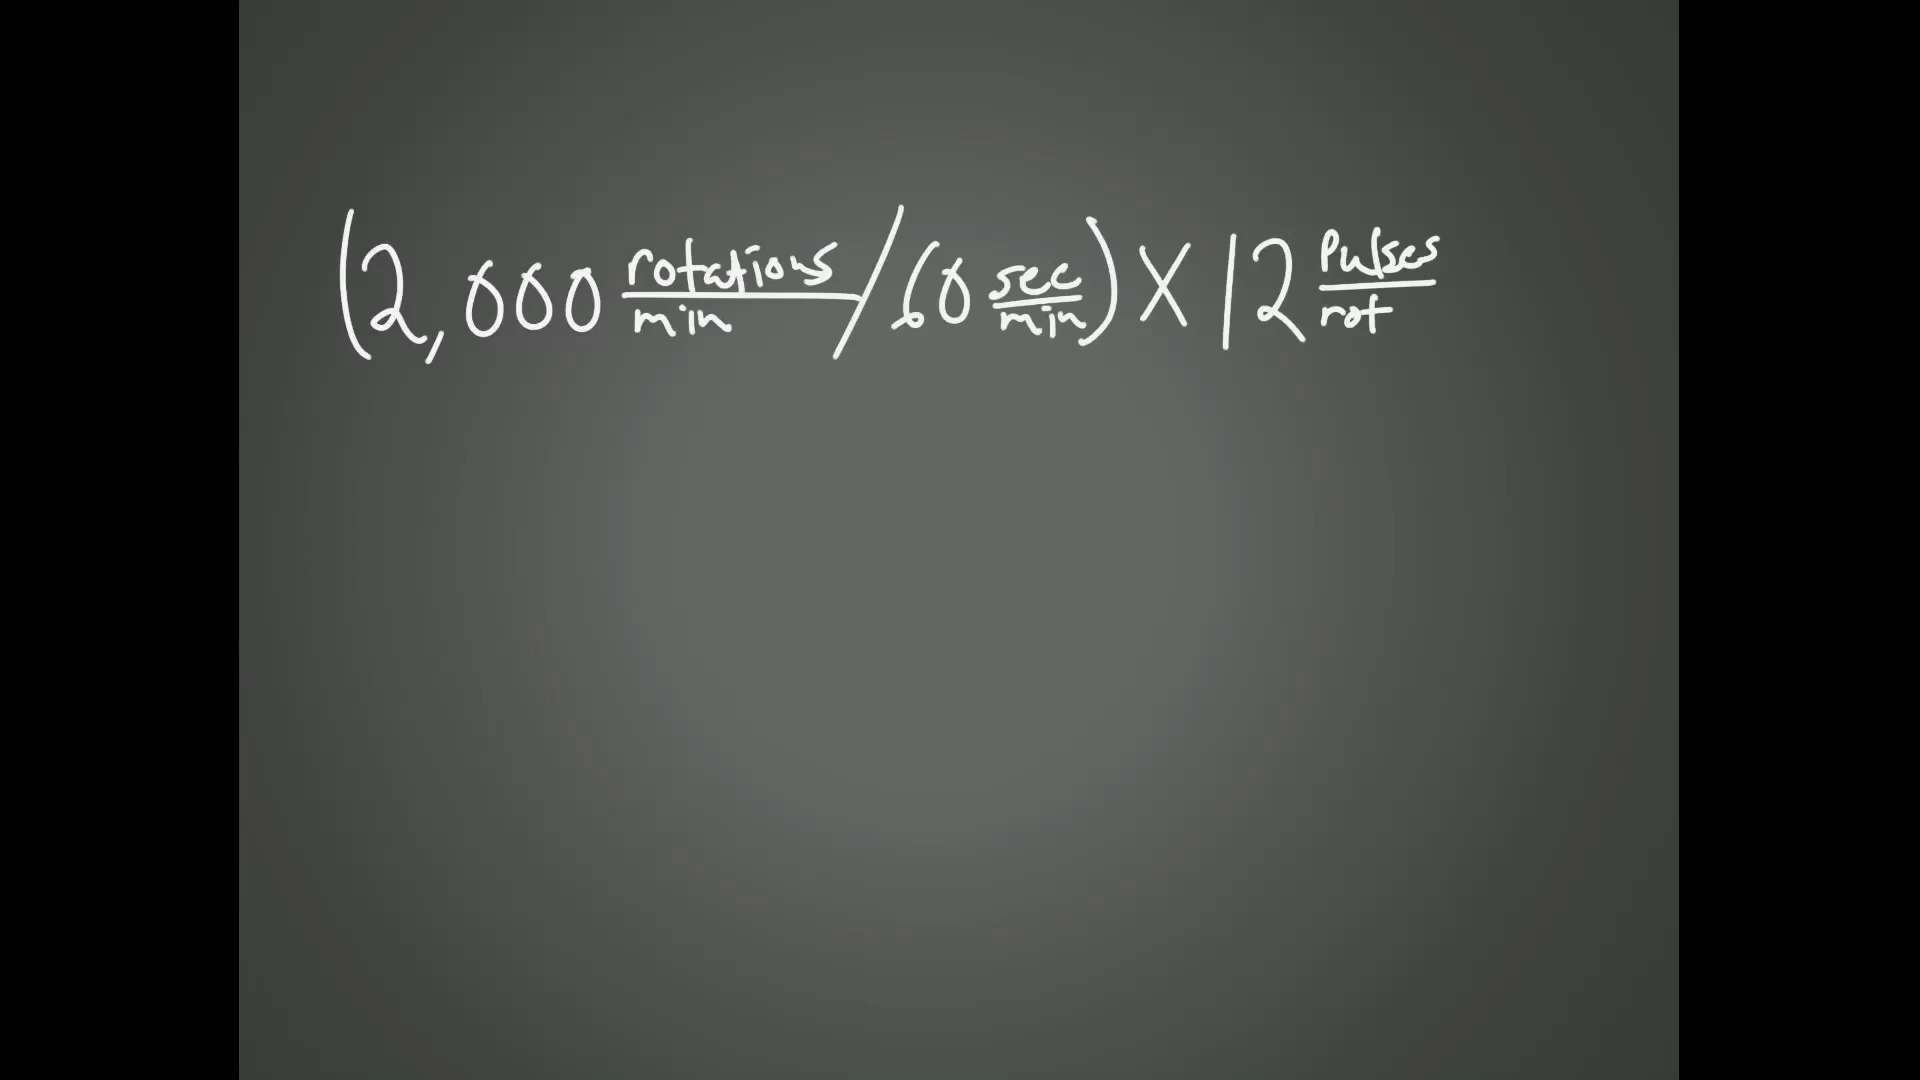 (2,000 rotations/min / 60 sec/min) X 12 Pulses/rot